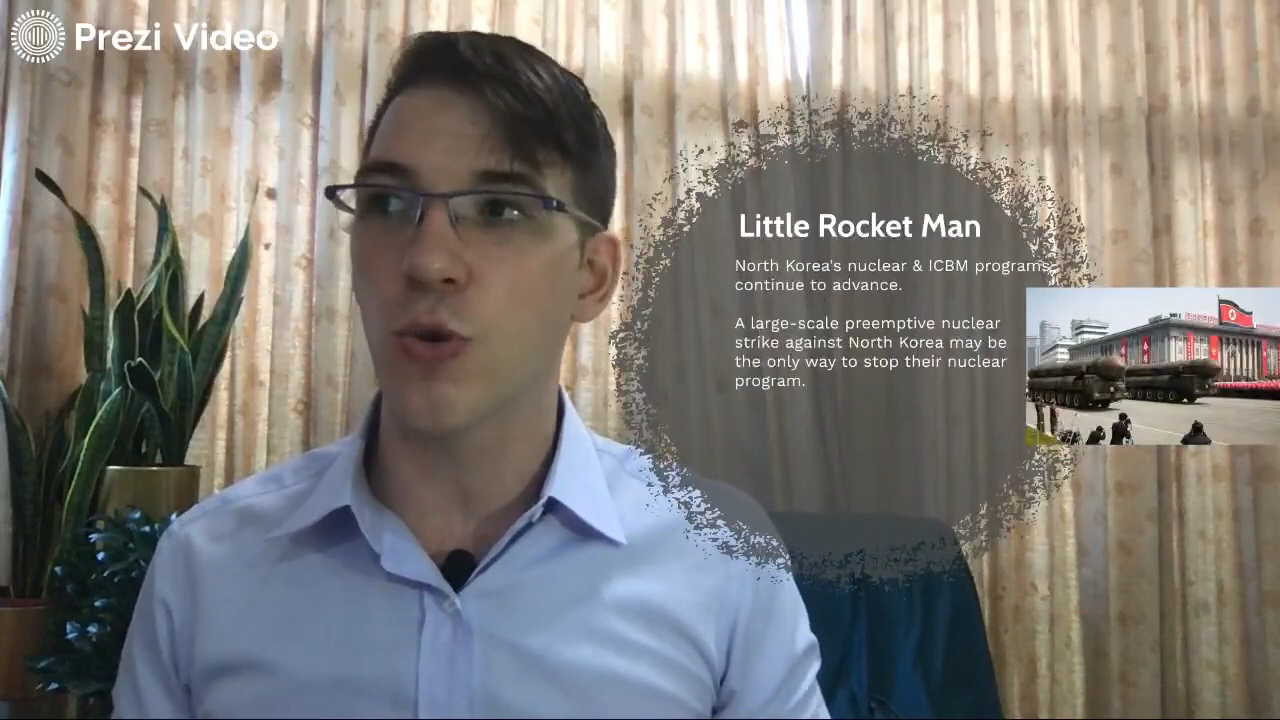 Prezi Video
Little Rocket Man
North Korea's nuclear & ICBM programs
continue to advance.
A large-scale preemptive nuclear
strike against North Korea may be
the only way to stop their nuclear
program.